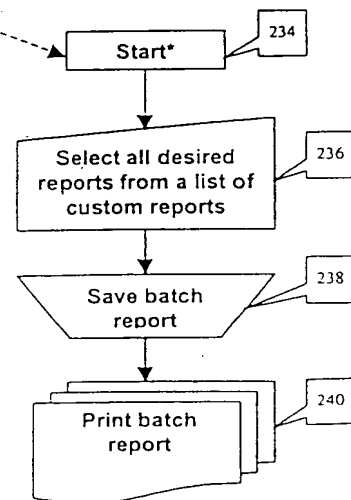 Start*
234
Select all desired
reports from a list of
custom reports
236
Save batch
report
238
Print batch
report
240